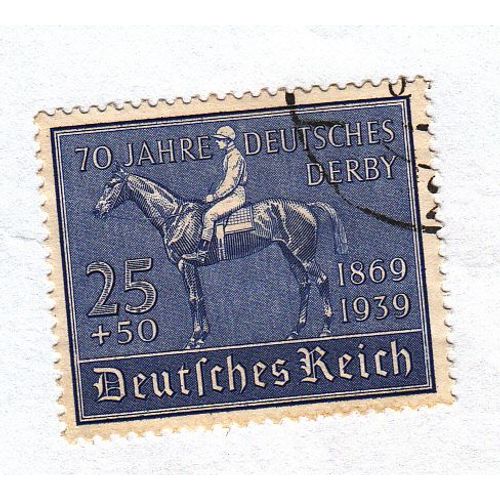 70 JAHRE DEUTSCHES
DERBY
25
+50
1869
1939
Deutsches Reich